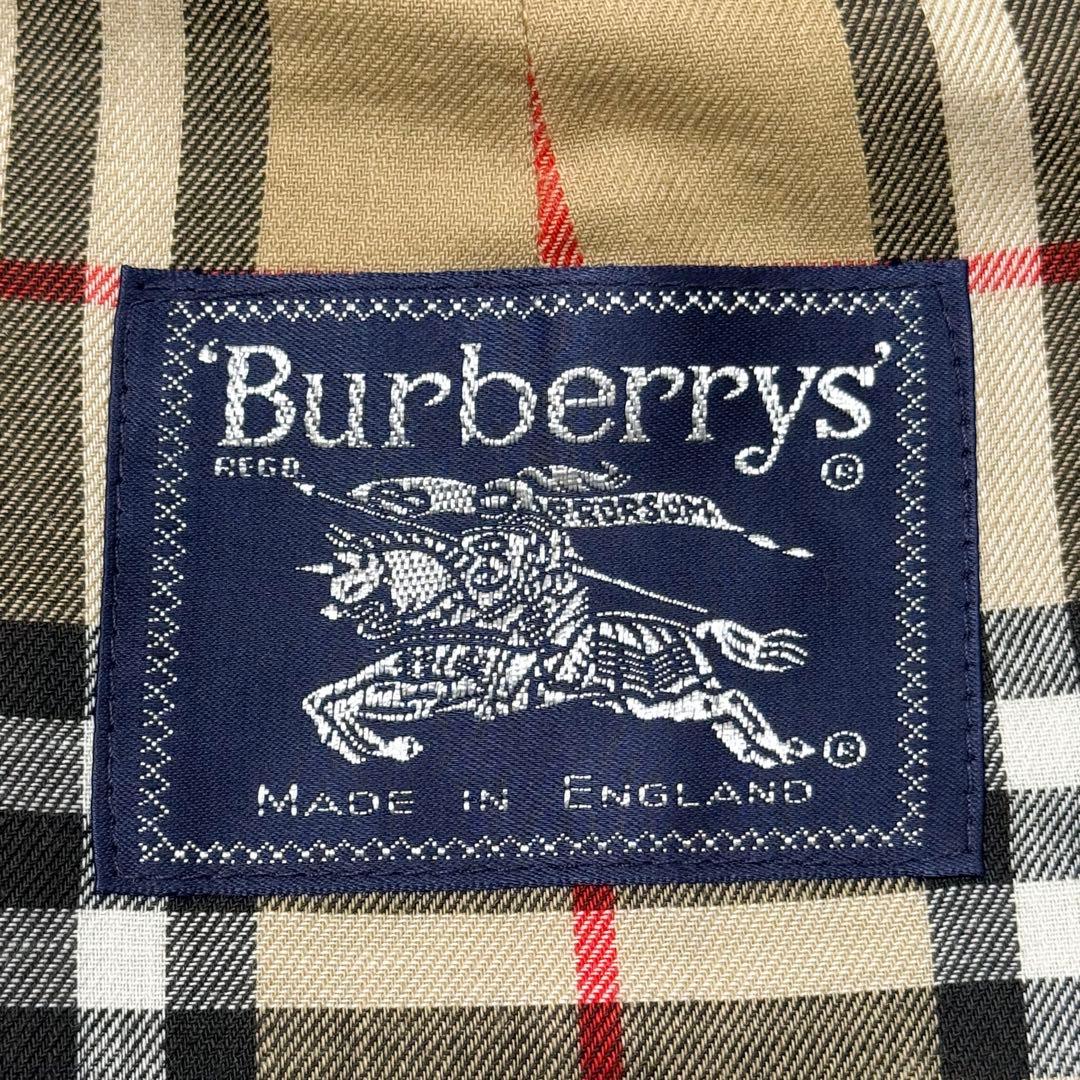 'Burberrys'
REGD.
®
PRORSUM
®
MADE IN ENGLAND